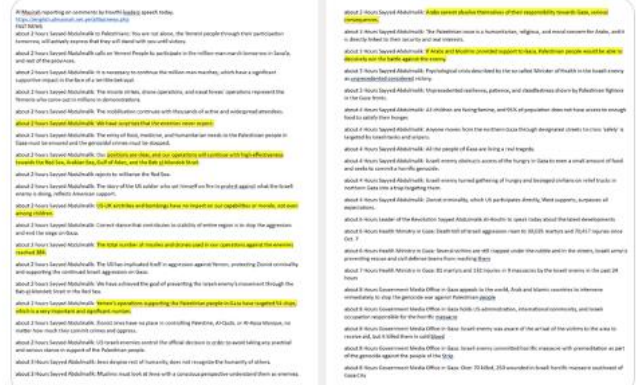 Al Masirah reporting on comments by Houthi leaders speech today.
FAST NEWS
about 2 hours Sayyed Abdulmalik to Palestinians: You are not alone, the Yemeni people through their participation
tomorrow, will actively express that they will stand with you until victory.
about 2 hours Sayyed Abdulmalik calls on Yemeni People to participate in the million-man march tomorrow in Sana'a,
and rest of the provinces.
about 2 hours Sayyed Abdulmalik: It is necessary to continue the million-man marches, which have a significant
supportive impact in the face of a terrible betrayal.
about 2 hours Sayyed Abdulmalik: The missile strikes, drone operations, and naval forces' operations represent the
Yemenis who come out in millions in demonstrations.
about 2 hours Sayyed Abdulmalik: The mobilization continues with thousands of active and widespread attendees.
about 2 hours Sayyed Abdulmalik: We have surprises that the enemies never expect.
about 2 hours Sayyed Abdulmalik: The entry of food, medicine, and humanitarian needs to the Palestinian people in
Gaza must be ensured and the genocidal crimes must be stopped.
about 2 hours Sayyed Abdulmalik: Our positions are clear, and our operations will continue with high effectiveness
towards the Red Sea, Arabian Sea, Gulf of Aden, and the Bab al-Mandeb Strait.
about 2 hours Sayyed Abdulmalik rejects to
about 2 hours Sayyed Abdulmalik: The story of the US soldier who set himself on fire in protest against what the Israeli
enemy is doing, reflects American support.
about 2 hours Sayyed Abdulmalik: US-UK airstrikes and bombings have no impact on our capabilities or morale, not even
among children.
about 2 hours Sayyed Abdulmalik: Correct stance that contributes to stability of entire region is to stop the aggression
and end the siege on Gaza.
about 2 hours Sayyed Abdulmalik: The total number of missiles and drones used in our operations against the enemies
reached 384.
about 2 hours Sayyed Abdulmalik: The US has implicated itself in aggression against Yemen, protecting Zionist criminality
and supporting the continued Israeli aggression on Gaza.
about 2 hours Sayyed Abdulmalik: We have achieved the goal of preventing the Israeli enemy's movement through the
Bab al-Mandeb Strait in the Red Sea.
about 2 hours Sayyed Abdulmalik: Yemen's operations supporting the Palestinian people in Gaza have targeted 54 ships,
which is a very important and significant number.
about 2 hours Sayyed Abdulmalik: Zionist Jews have no place in controlling Palestine, Al-Quds, or Al-Aqsa Mosque, no
matter how much they commit crimes and oppress.
about 2 hours Sayyed Abdulmalik: US Israeli enemies control the official decision in order to avoid taking any practical
and serious stance in support of the Palestinian people.
about 2 hours Sayyed Abdulmalik: Jews despise rest of humanity, does not recognize the humanity of others.
about 2 hours Sayyed Abdulmalik: Muslims must look at Jews with a conscious perspective understand them as enemies.
about 2 hours Sayyed Abdulmalik: Arabs cannot absolve themselves of their responsibility towards Gaza, serious
consequences.
about 3 Hours Sayyed Abdulmalik: The Palestinian issue is a humanitarian, religious, and moral concern for Arabs, and it
is directly linked to their security and real interests.
about 3 Hours Sayyed Abdulmalik: If Arabs and Muslims provided support to Gaza, Palestinian people would be able to
decisively win the battle against the enemy.
about 3 Hours Sayyed Abdulmalik: Psychological crisis described by the so-called Minister of Health in the Israeli enemy
as unprecedented
about 4 Hours Sayyed Abdulmalik: Unprecedented resilience, patience, and steadfastness shown by Palestinian fighters
in the Gaza fronts.
about 4 Hours Sayyed Abdulmalik: All children are facing famine, and 95% of population does not have access to enough
food to satisfy their hunger.
about 4 Hours Sayyed Abdulmalik: Anyone moves from the northern Gaza through designated streets to cross 'safely' is
targeted by Israeli tanks and snipers.
about 4 Hours Sayyed Abdulmalik: All the people of Gaza are living a real tragedy.
about 4 Hours Sayyed Abdulmalik: Israeli enemy obstructs access of the hungry in Gaza to even a small amount of food
and seeks to commit a horrific genocide.
about 4 Hours Sayyed Abdulmalik: Israeli enemy turned gathering of hungry and besieged civilians on relief trucks in
northern Gaza into a trap targeting them.
about 4 Hours Sayyed Abdulmalik: Zionist criminality, which US participates directly, West supports, surpasses all
expectations.
about 6 Hours Leader of the Revolution Sayyed Abdulmalik Al-Houthi to speak today about the latest developments
about 6 Hours Health Ministry in Gaza: Death toll of Israeli aggression rises to 30,035 martyrs and 70,457 injuries since
Oct. 7
about 6 Hours Health Ministry in Gaza: Several victims are still trapped under the rubble and in the streets, Israeli army
preventing rescue and civil defense teams from reaching them
about 7 Hours Health Ministry in Gaza: 81 martyrs and 132 injuries in 9 massacres by the Israeli enemy in the past 24
hours
about 8 Hours Government Media Office in Gaza appeals to the world, Arab and Islamic countries to intervene
immediately to stop the genocide war against Palestinian people
about 8 Hours Government Media Office in Gaza holds US administration, international community, and Israeli
occupation responsible for the horrific massacre
about 8 Hours Government Media Office in Gaza: Israeli enemy was aware of the arrival of the victims to the area to
receive aid, but it killed them in cold blood
about 8 Hours Government Media Office in Gaza: Israeli enemy committed this horrific massacre with premeditation as part
of the genocide against the people of the Strip
about 8 Hours Government Media Office in Gaza: Over 70 killed, 250 wounded in Israeli horrific massacre southwest of
Gaza City